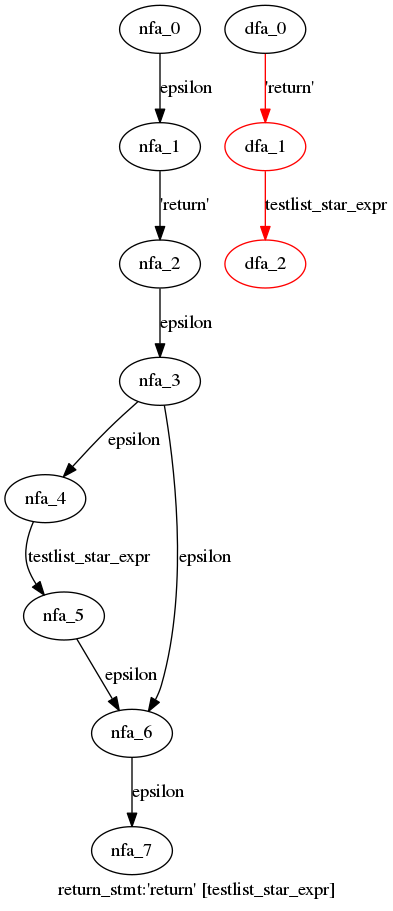 nfa_0
dfa_0
epsilon
'return'
nfa_1
dfa_1
'return'
testlist_star_expr
nfa_2
dfa_2
epsilon
nfa_3
epsilon
nfa_4
testlist_star_expr
epsilon
nfa_5
epsilon
nfa_6
epsilon
nfa_7
return_stmt:'return' [testlist_star_expr]